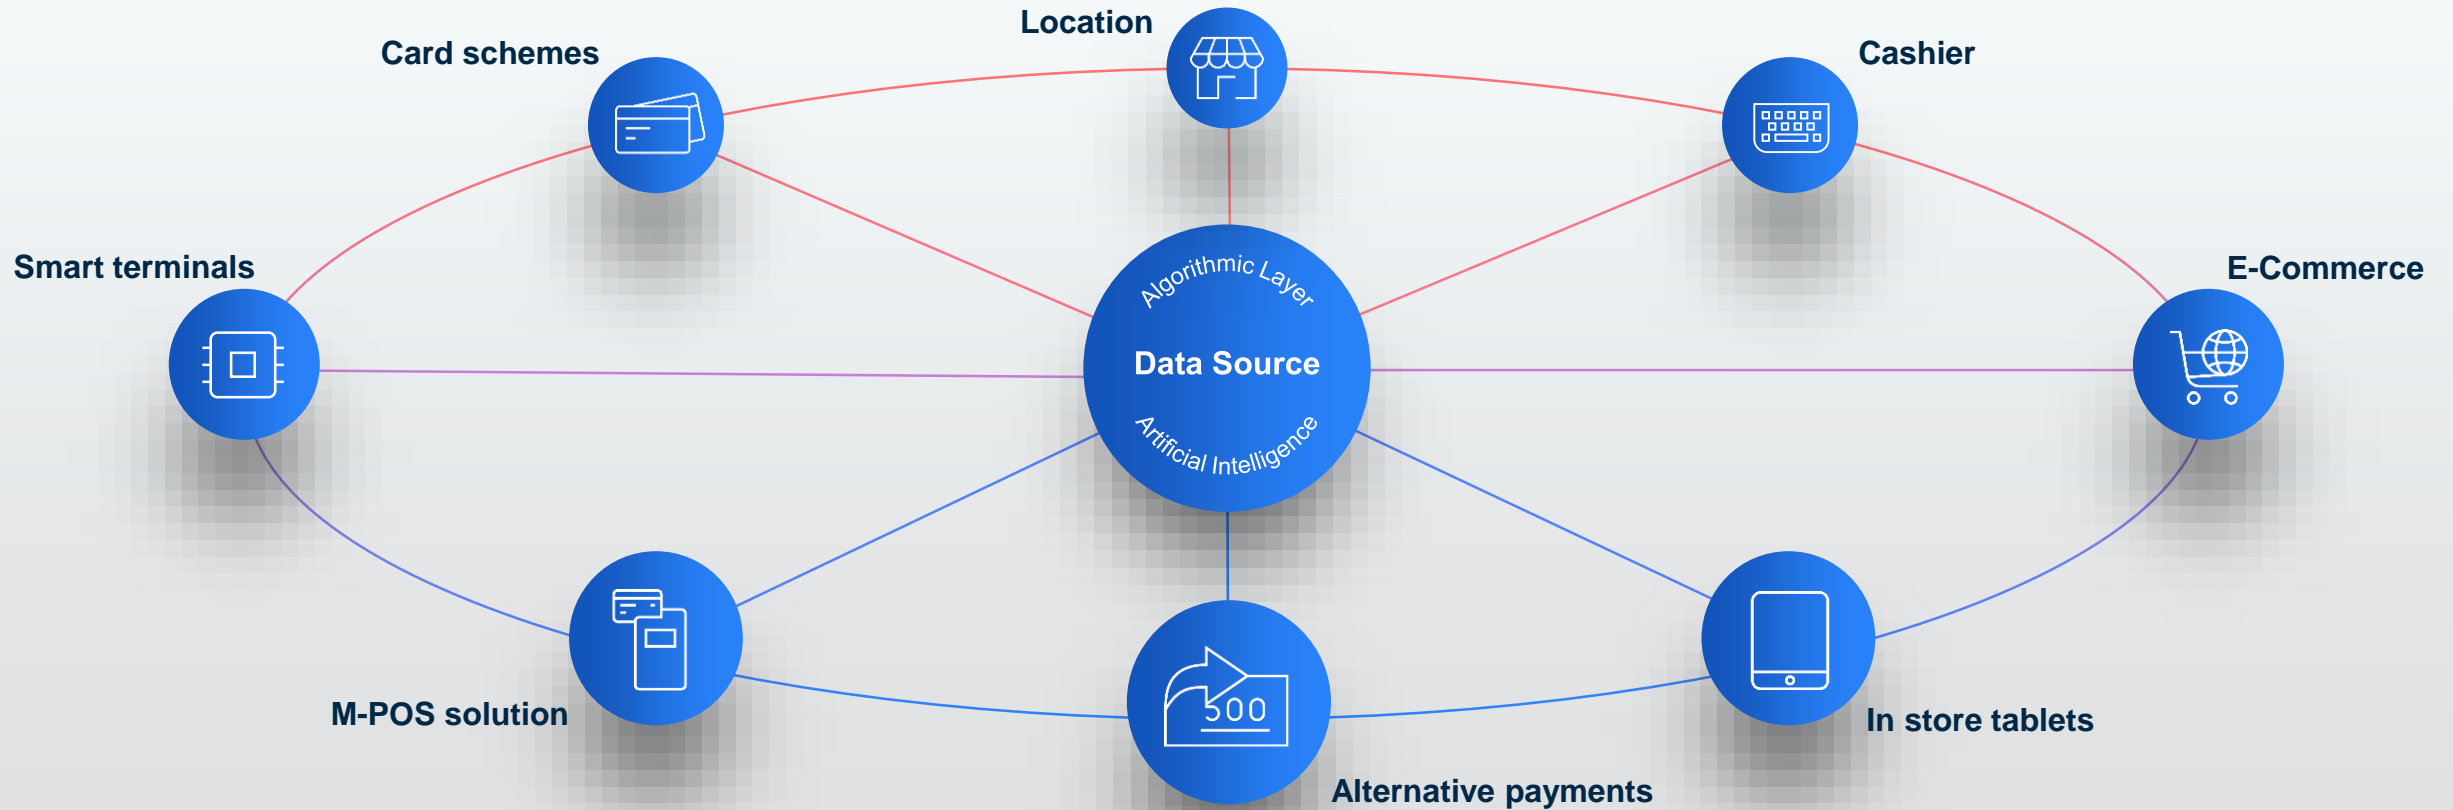 Location
Card schemes
Cashier
Smart terminals
E-Commerce
Algorithmic Layer
Data Source
Artificial Intelligence
500
M-POS solution
In store tablets
Alternative payments